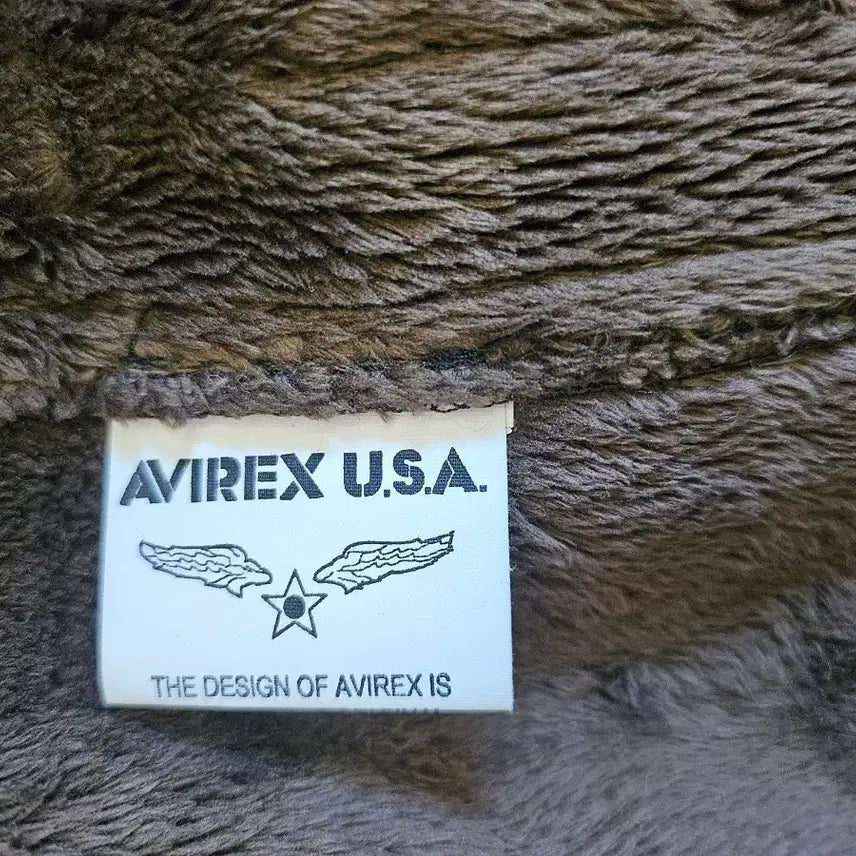 AVIREX U.S.A.
THE DESIGN OF AVIREX IS